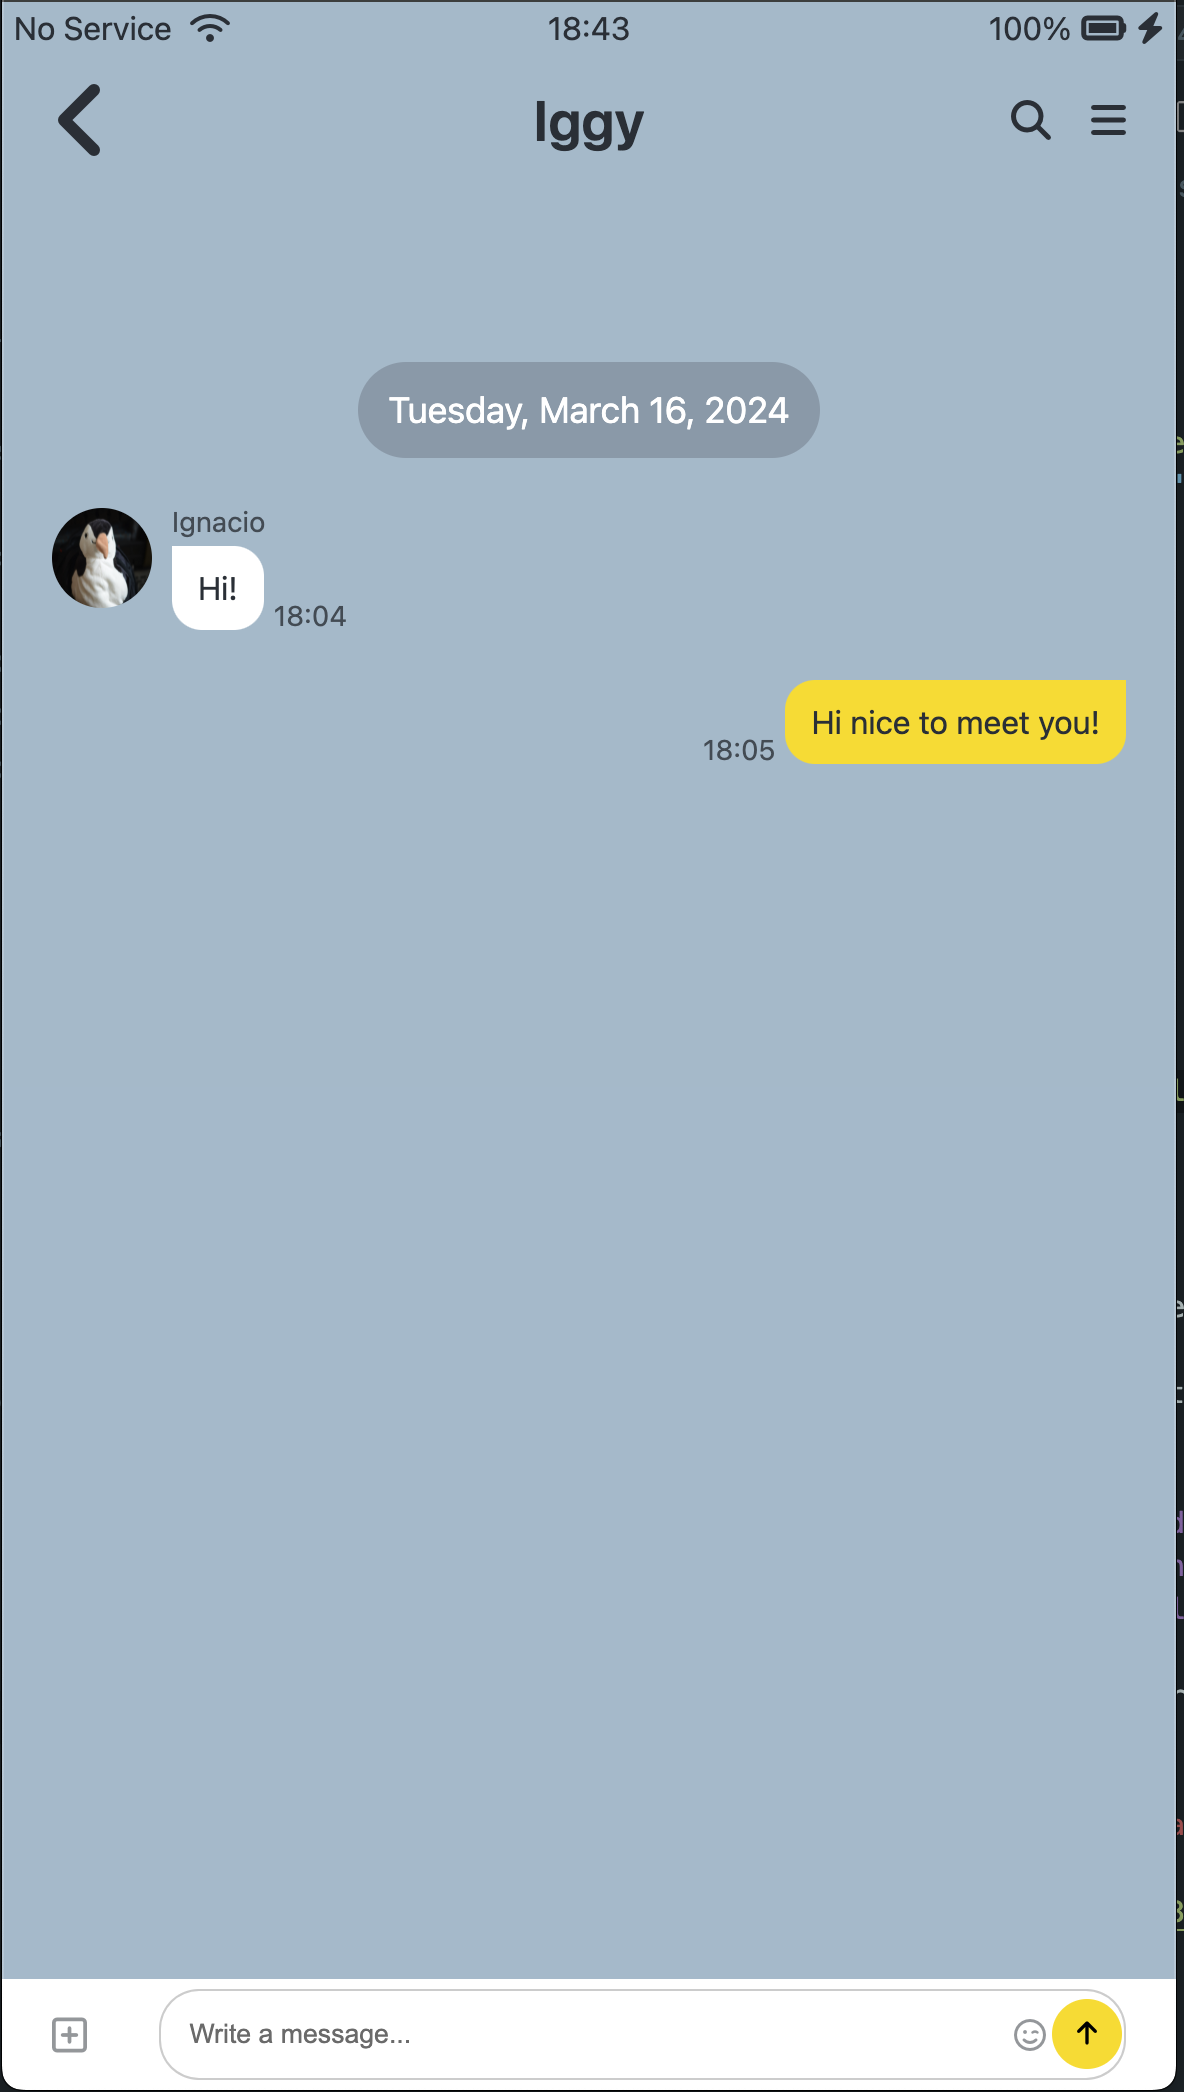 No Service 18:43 100%
Iggy
Tuesday, March 16, 2024
Ignacio
Hi!
18:04
Hi nice to meet you!
18:05
Write a message...